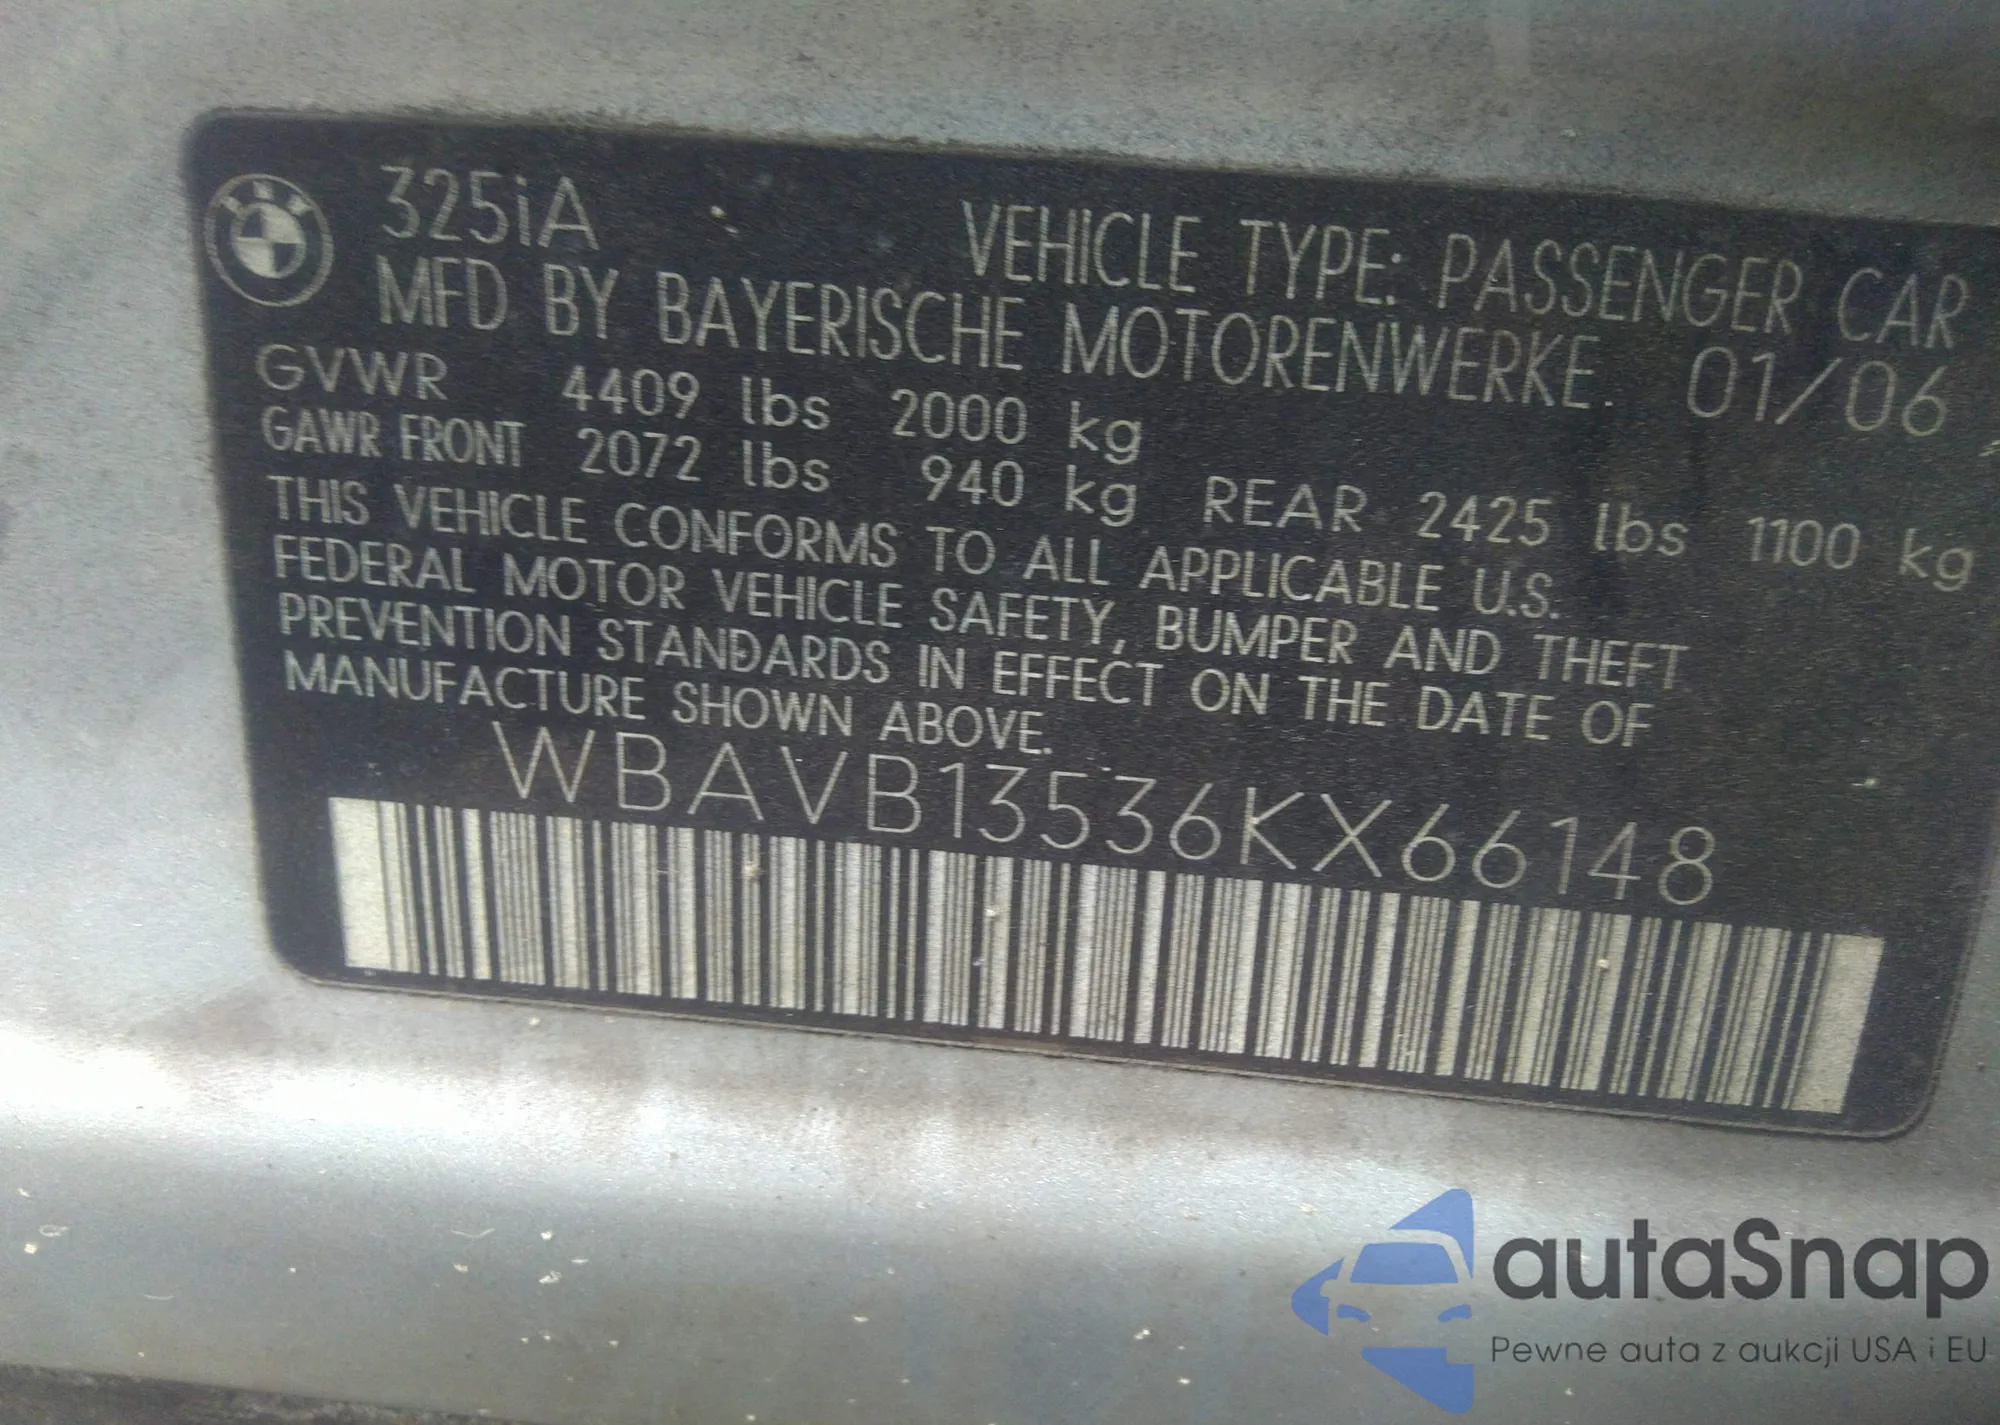 325iA VEHICLE TYPE: PASSENGER CAR
MFD BY BAYERISCHE MOTORENWERKE. 01/06
GVWR 4409 lbs 2000 kg
GAWR FRONT 2072 lbs 940 kg REAR 2425 lbs 1100 kg
THIS VEHICLE CONFORMS TO ALL APPLICABLE U.S.
FEDERAL MOTOR VEHICLE SAFETY, BUMPER AND THEFT
PREVENTION STANDARDS IN EFFECT ON THE DATE OF
MANUFACTURE SHOWN ABOVE.
WBAVB13536KX66148
autaSnap
Pewne auta z aukcji USA i EU